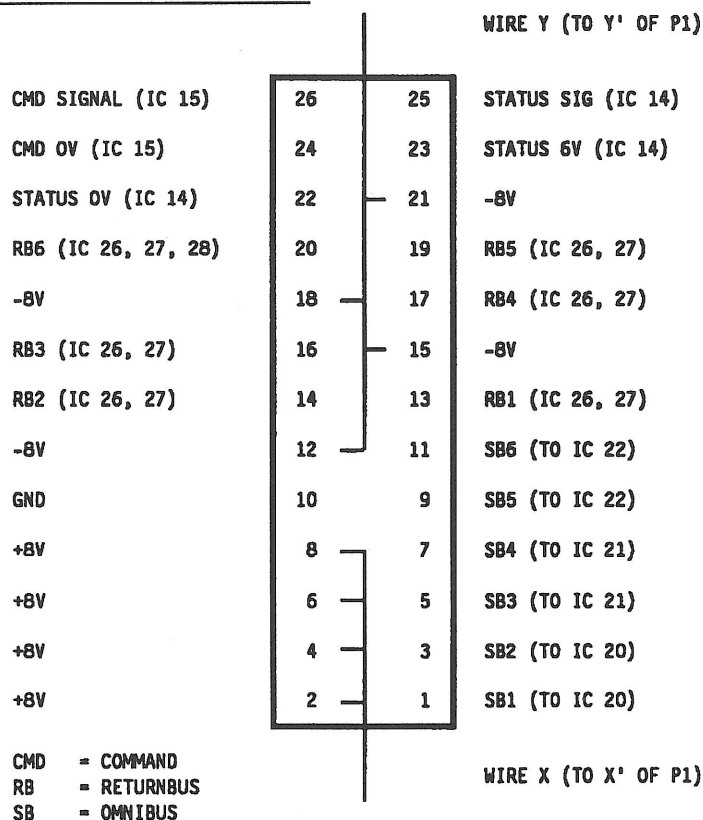 WIRE Y (TO Y' OF P1)
CMD SIGNAL (IC 15) 26 25 STATUS SIG (IC 14)
CMD 0V (IC 15) 24 23 STATUS 6V (IC 14)
STATUS 0V (IC 14) 22 21 -8V
RB6 (IC 26, 27, 28) 20 19 RB5 (IC 26, 27)
-8V 18 17 RB4 (IC 26, 27)
RB3 (IC 26, 27) 16 15 -8V
RB2 (IC 26, 27) 14 13 RB1 (IC 26, 27)
-8V 12 11 SB6 (TO IC 22)
GND 10 9 SB5 (TO IC 22)
+8V 8 7 SB4 (TO IC 21)
+8V 6 5 SB3 (TO IC 21)
+8V 4 3 SB2 (TO IC 20)
+8V 2 1 SB1 (TO IC 20)
CMD = COMMAND
WIRE X (TO X' OF P1)
RB = RETURNBUS
SB = OMNIBUS